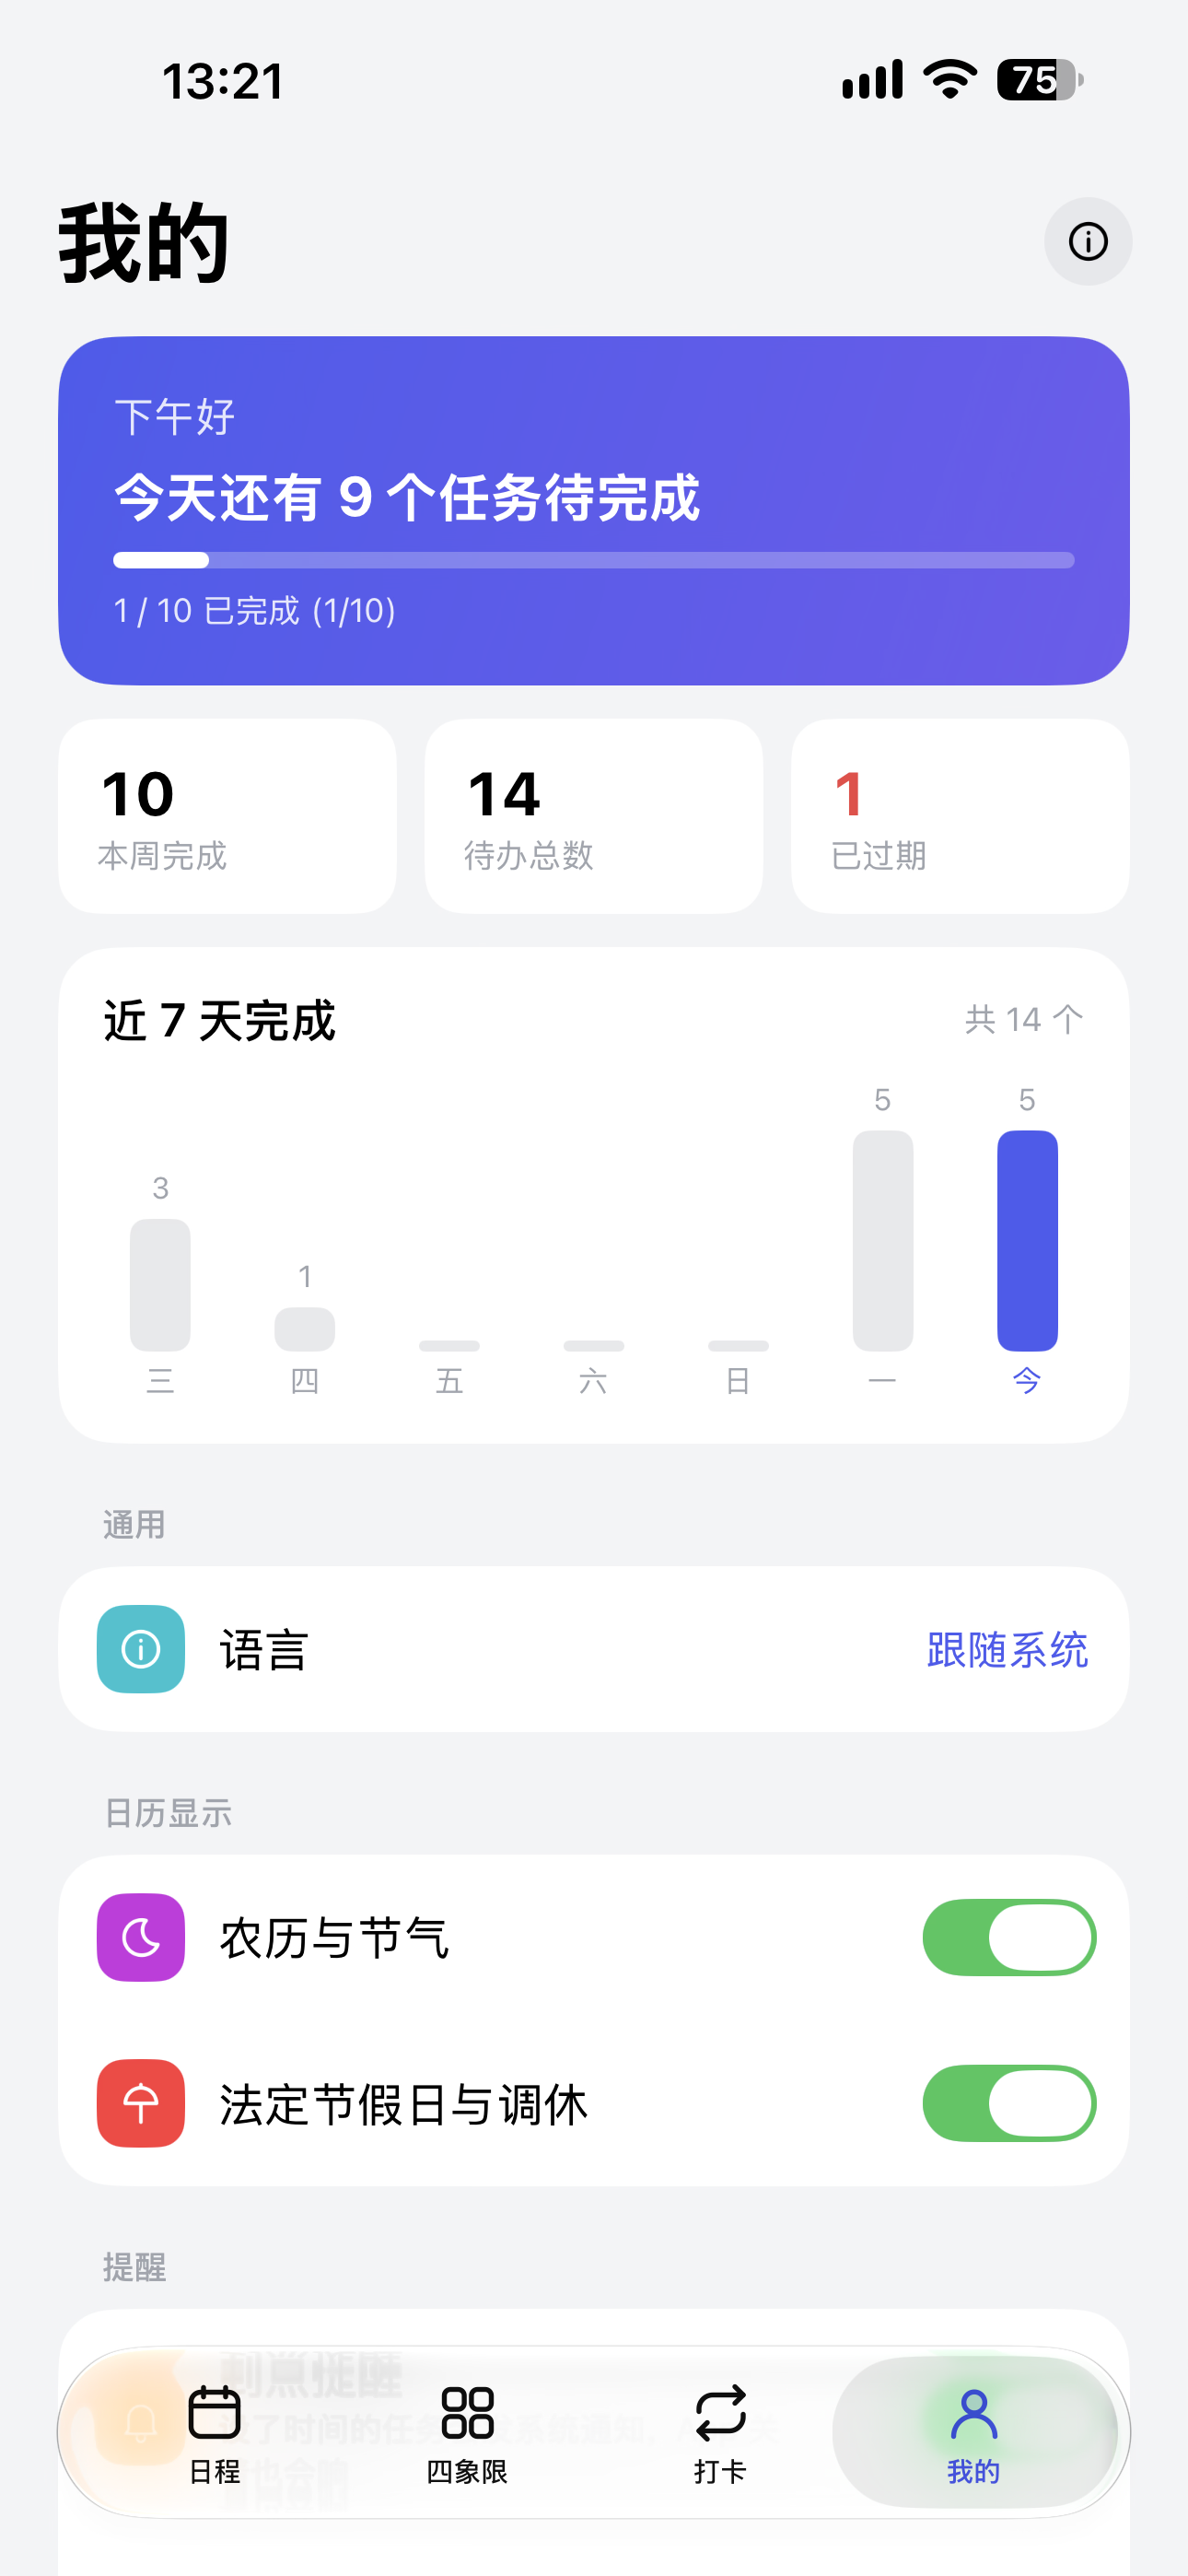 13:21
75
我的
下午好
今天还有 9 个任务待完成
1 / 10 已完成 (1/10)
10
14
1
本周完成
待办总数
已过期
近 7 天完成
共 14 个
5
5
3
1
三
四
五
六
日
一
今
通用
语言
跟随系统
日历显示
农历与节气
法定节假日与调休
提醒
到点提醒
日程
四象限
打卡
我的